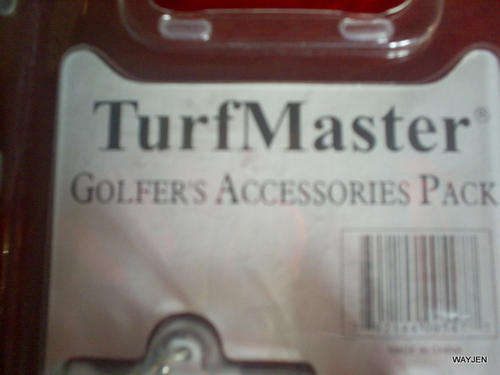 TurfMaster®
GOLFER'S ACCESSORIES PACK
WAYJEN